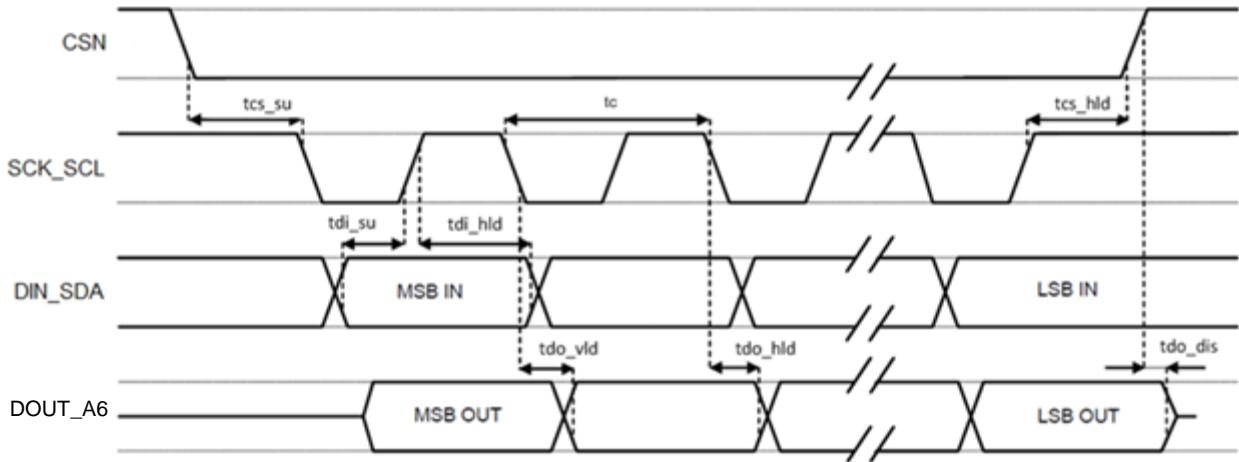 CSN
tcs_su
tc
tcs_hld
SCK_SCL
tdi_su
tdi_hld
DIN_SDA
MSB IN
LSB IN
tdo_vld
tdo_hld
tdo_dis
DOUT_A6
MSB OUT
LSB OUT